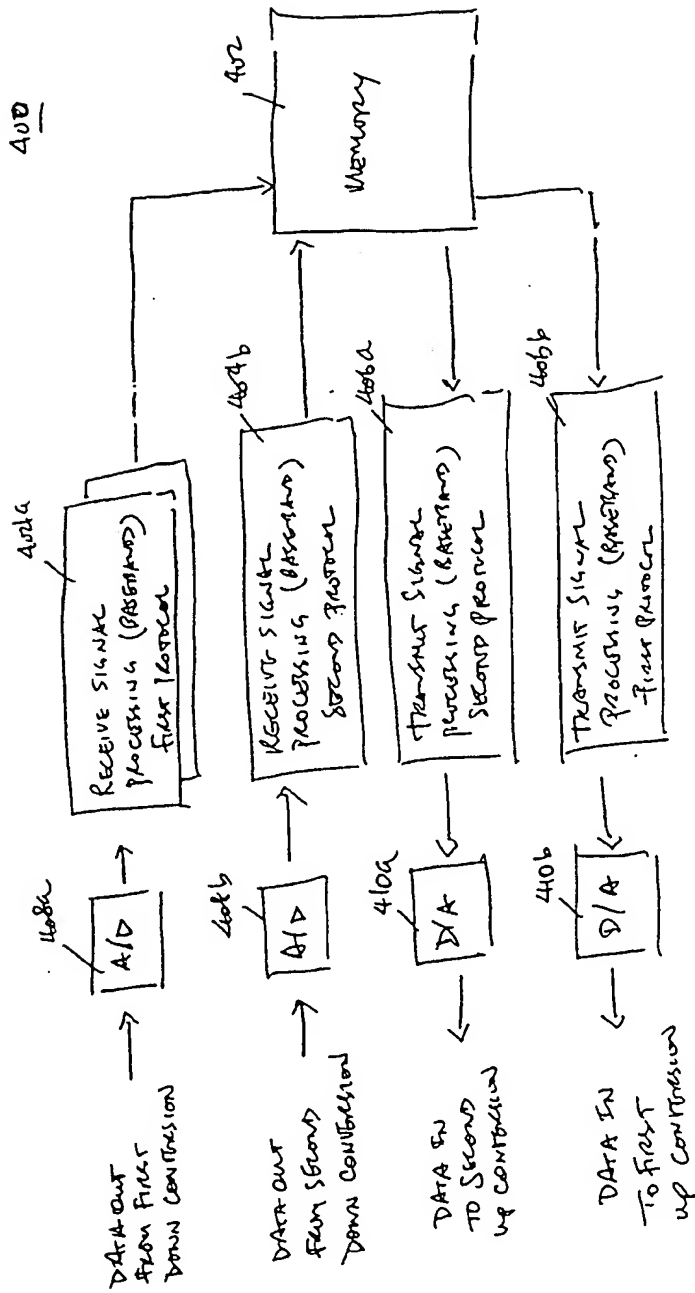 400
DATA OUT
FROM FIRST
DOWN CONVERSION
408a
A/D
404a
RECEIVE SIGNAL
PROCESSING (BASEBAND)
FIRST PROTOCOL
402
MEMORY
DATA OUT
FROM SECOND
DOWN CONVERSION
408b
A/D
404b
RECEIVE SIGNAL
PROCESSING (BASEBAND)
SECOND PROTOCOL
DATA IN
TO SECOND
UP CONVERSION
410a
D/A
406a
TRANSMIT SIGNAL
PROCESSING (BASEBAND)
SECOND PROTOCOL
DATA IN
TO FIRST
UP CONVERSION
410b
D/A
406b
TRANSMIT SIGNAL
PROCESSING (BASEBAND)
FIRST PROTOCOL